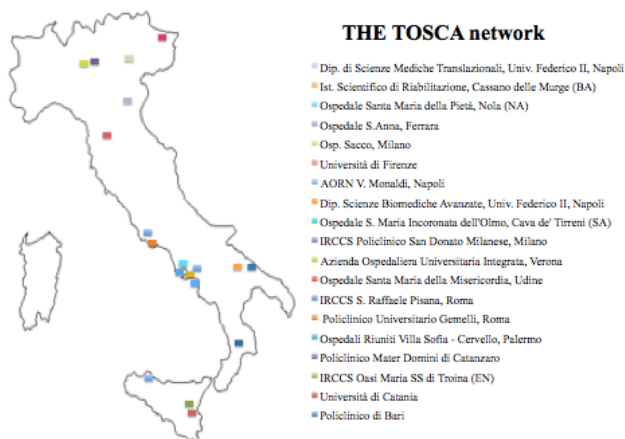 THE TOSCA network
Dip. di Scienze Mediche Translazionali, Univ. Federico II, Napoli
Ist. Scientifico di Riabilitazione, Cassano delle Murge (BA)
Ospedale Santa Maria della Pietà, Nola (NA)
Ospedale S.Anna, Ferrara
Osp. Sacco, Milano
Università di Firenze
AORN V. Monaldi, Napoli
Dip. Scienze Biomediche Avanzate, Univ. Federico II, Napoli
Ospedale S. Maria Incoronata dell'Olmo, Cava de' Tirreni (SA)
IRCCS Policlinico San Donato Milanese, Milano
Azienda Ospedaliera Universitaria Integrata, Verona
Ospedale Santa Maria della Misericordia, Udine
IRCCS S. Raffaele Pisana, Roma
Policlinico Universitario Gemelli, Roma
Ospedali Riuniti Villa Sofia - Cervello, Palermo
Policlinico Mater Domini di Catanzaro
IRCCS Oasi Maria SS di Troina (EN)
Università di Catania
Policlinico di Bari